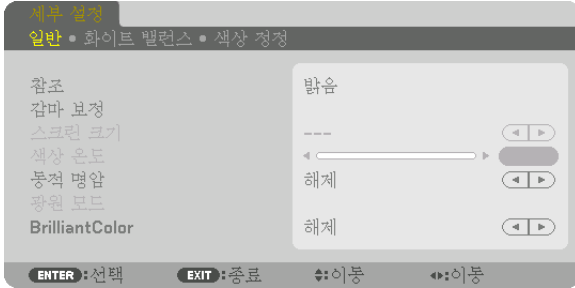 세부 설정
일반 • 화이트 밸런스 • 색상 정정
참조 밝음
감마 보정
스크린 크기 ---
색상 온도
동적 명암 해제
광원 모드
BrilliantColor 해제
ENTER:선택 EXIT:종료 :이동 :이동